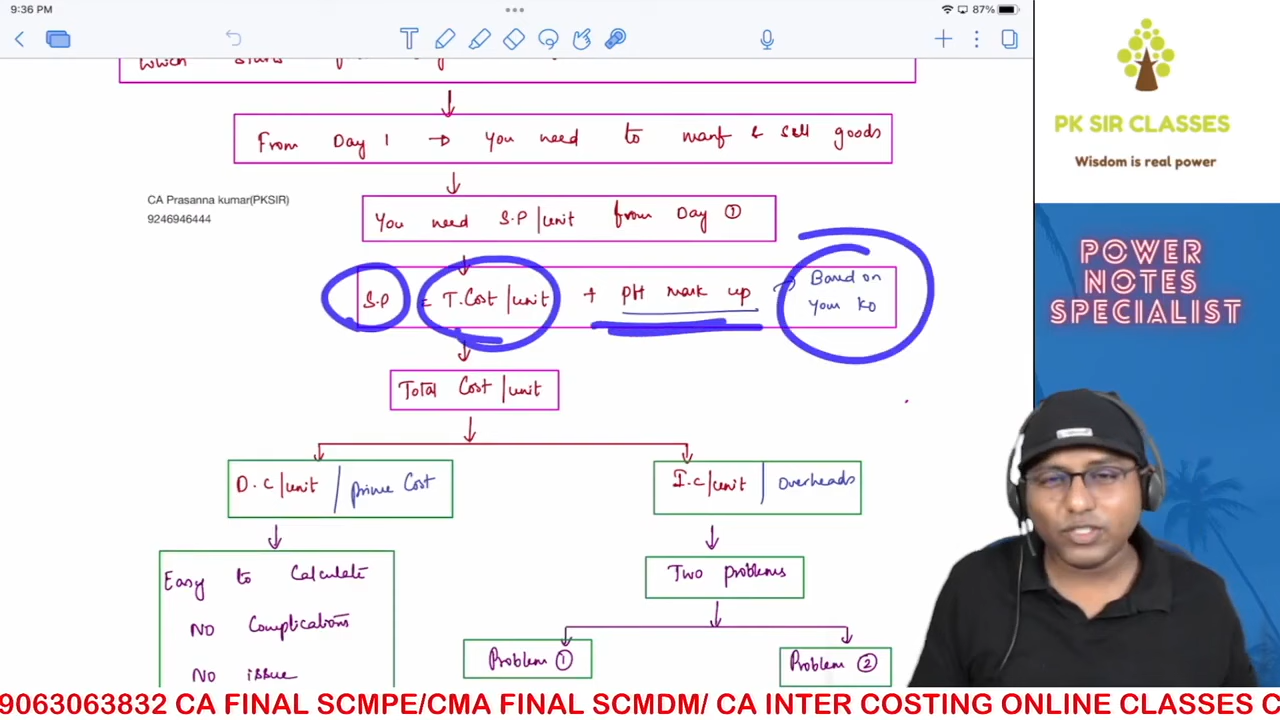 9:36 PM
87%
PK SIR CLASSES
Wisdom is real power
From Day 1 → You need to manf & sell goods
CA Prasanna kumar(PKSIR)
9246946444
You need S.P/unit from Day ①
S.P = T.Cost/unit + pH mark up → Based on
your KO
POWER
NOTES
SPECIALIST
Total Cost/unit
D.C/unit / prime Cost
I.c/unit | overheads
Easy to Calculate
NO Complications
NO issue
Two problems
Problem ①
Problem ②
9063063832 CA FINAL SCMPE/CMA FINAL SCMDM/ CA INTER COSTING ONLINE CLASSES C